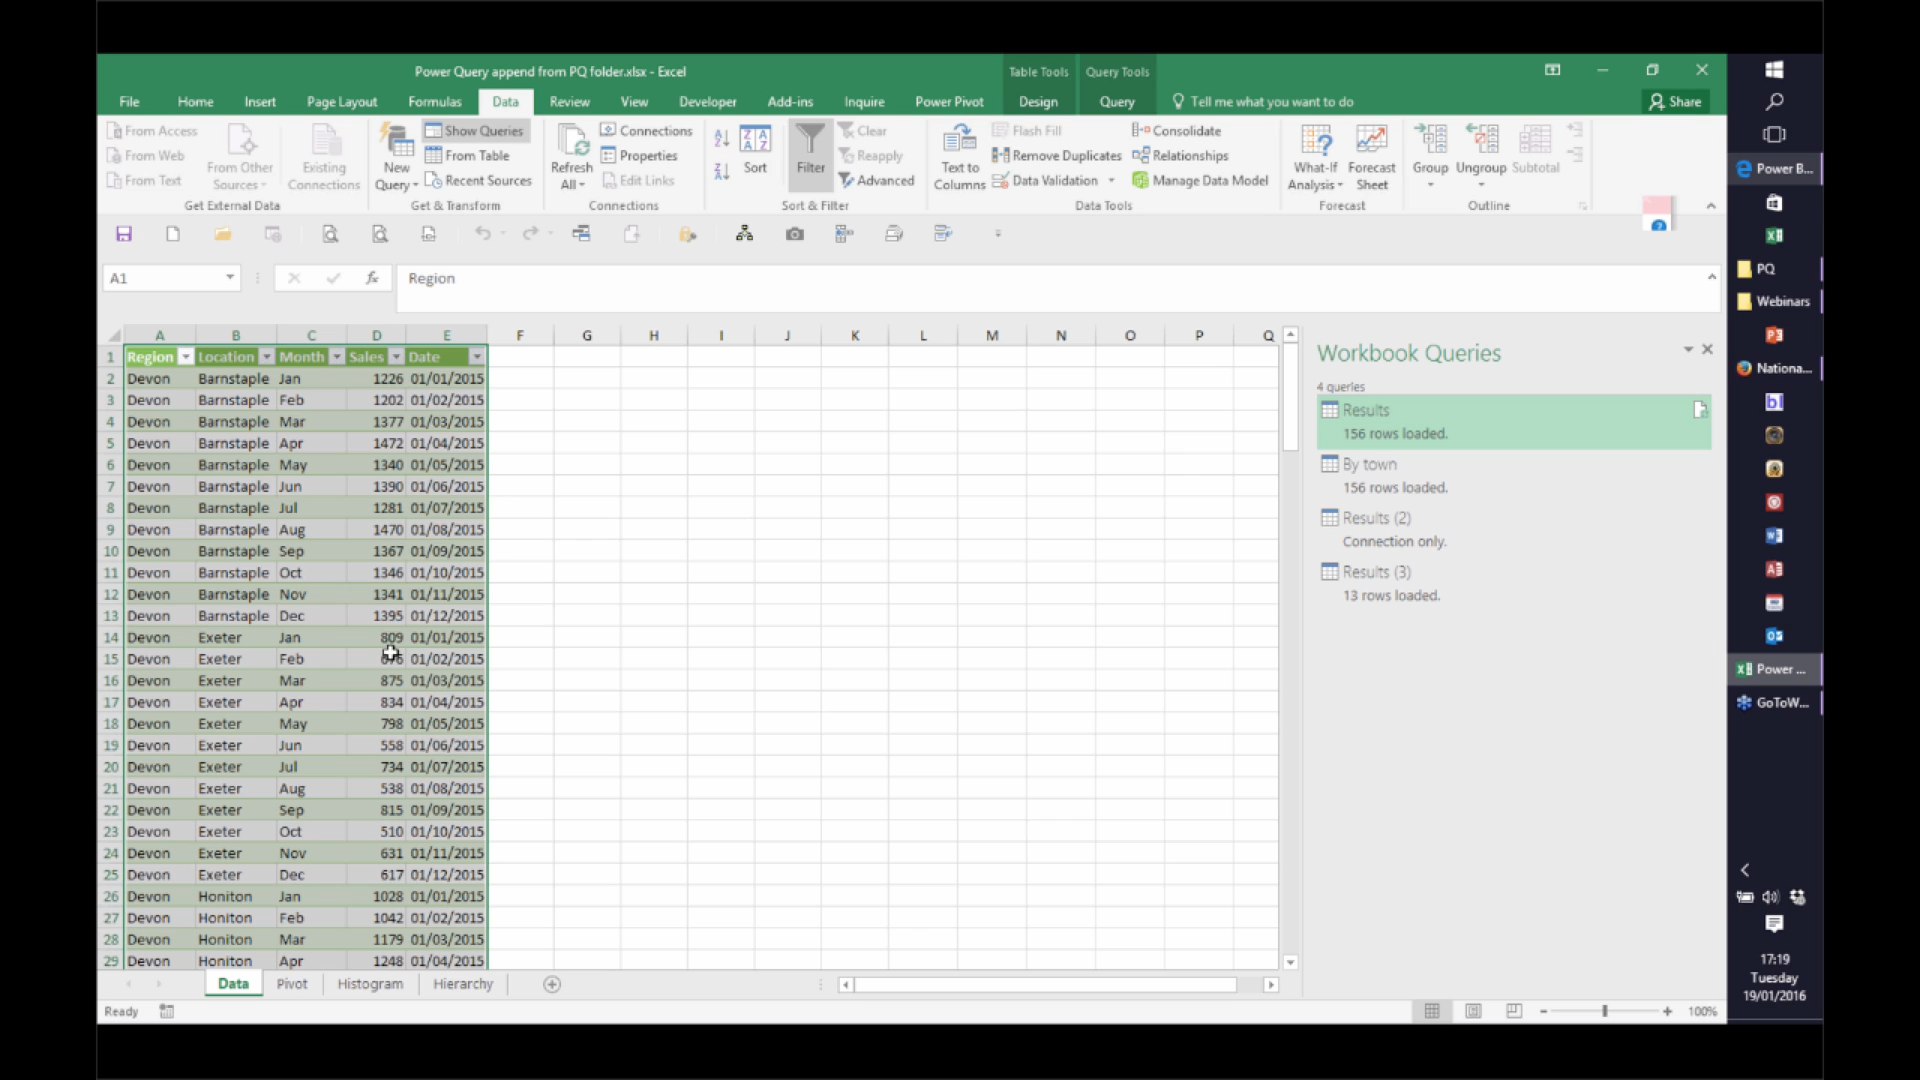 Power Query append from PQ folder.xlsx - Excel
Table Tools
Query Tools
File
Home
Insert
Page Layout
Formulas
Data
Review
View
Developer
Add-ins
Inquire
Power Pivot
Design
Query
Tell me what you want to do
Share
From Access
From Web
From Text
From Other Sources
Existing Connections
Get External Data
New Query
Show Queries
From Table
Recent Sources
Get & Transform
Refresh All
Connections
Properties
Edit Links
Connections
Sort
Filter
Clear
Reapply
Advanced
Sort & Filter
Text to Columns
Flash Fill
Remove Duplicates
Data Validation
Consolidate
Relationships
Manage Data Model
Data Tools
What-If Analysis
Forecast Sheet
Forecast
Group
Ungroup
Subtotal
Outline
A1
fx
Region
A B C D E F G H I J K L M N O P Q
1 Region Location Month Sales Date
2 Devon Barnstaple Jan 1226 01/01/2015
3 Devon Barnstaple Feb 1202 01/02/2015
4 Devon Barnstaple Mar 1377 01/03/2015
5 Devon Barnstaple Apr 1472 01/04/2015
6 Devon Barnstaple May 1340 01/05/2015
7 Devon Barnstaple Jun 1390 01/06/2015
8 Devon Barnstaple Jul 1281 01/07/2015
9 Devon Barnstaple Aug 1470 01/08/2015
10 Devon Barnstaple Sep 1367 01/09/2015
11 Devon Barnstaple Oct 1346 01/10/2015
12 Devon Barnstaple Nov 1341 01/11/2015
13 Devon Barnstaple Dec 1395 01/12/2015
14 Devon Exeter Jan 809 01/01/2015
15 Devon Exeter Feb 01/02/2015
16 Devon Exeter Mar 875 01/03/2015
17 Devon Exeter Apr 834 01/04/2015
18 Devon Exeter May 798 01/05/2015
19 Devon Exeter Jun 558 01/06/2015
20 Devon Exeter Jul 734 01/07/2015
21 Devon Exeter Aug 538 01/08/2015
22 Devon Exeter Sep 815 01/09/2015
23 Devon Exeter Oct 510 01/10/2015
24 Devon Exeter Nov 631 01/11/2015
25 Devon Exeter Dec 617 01/12/2015
26 Devon Honiton Jan 1028 01/01/2015
27 Devon Honiton Feb 1042 01/02/2015
28 Devon Honiton Mar 1179 01/03/2015
29 Devon Honiton Apr 1248 01/04/2015
Workbook Queries
4 queries
Results
156 rows loaded.
By town
156 rows loaded.
Results (2)
Connection only.
Results (3)
13 rows loaded.
Data
Pivot
Histogram
Hierarchy
Ready
100%
Power B...
PQ
Webinars
Nationa...
Power ...
GoToW...
17:19
Tuesday
19/01/2016